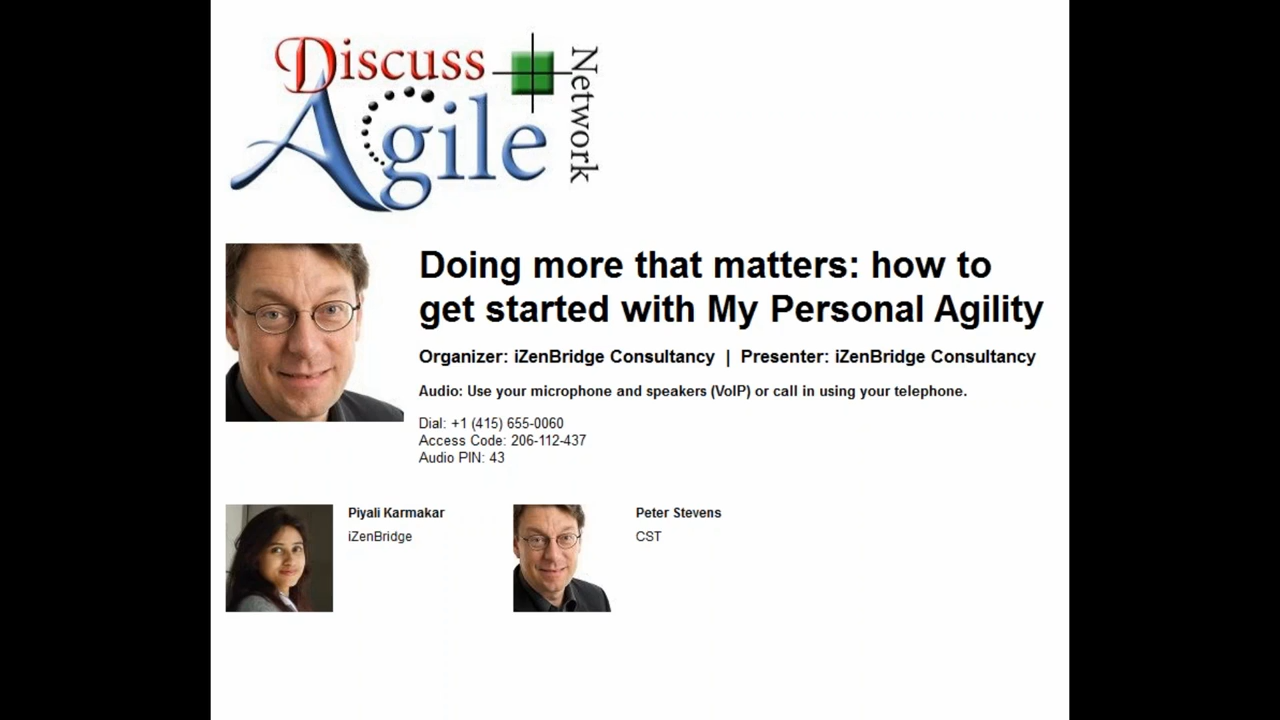 Discuss
Agile
Network
Doing more that matters: how to
get started with My Personal Agility
Organizer: iZenBridge Consultancy | Presenter: iZenBridge Consultancy
Audio: Use your microphone and speakers (VoIP) or call in using your telephone.
Dial: +1 (415) 655-0060
Access Code: 206-112-437
Audio PIN: 43
Piyali Karmakar
iZenBridge
Peter Stevens
CST